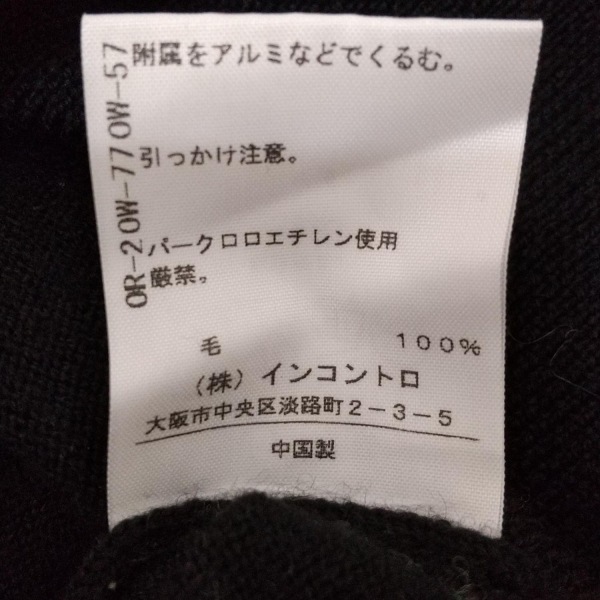 附属をアルミなどでくるむ。
引っかけ注意。
パークロロエチレン使用
厳禁。
OR-20W-770W-57
毛 100%
(株)インコントロ
大阪市中央区淡路町2-3-5
中国製